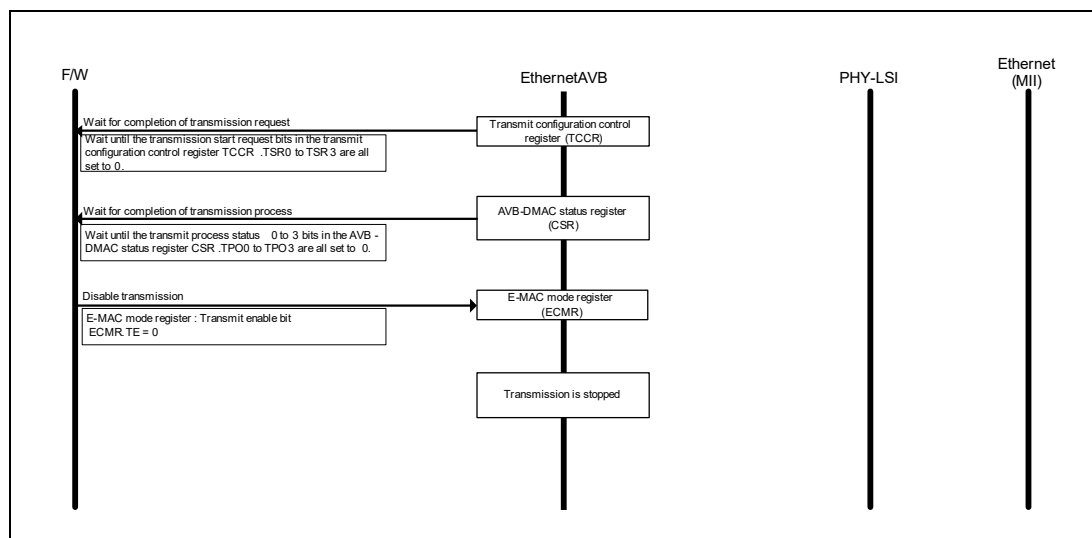 F/W
EthernetAVB
PHY-LSI
Ethernet
(MII)
Wait for completion of transmission request
Transmit configuration control
register (TCCR)
Wait until the transmission start request bits in the transmit
configuration control register TCCR .TSR0 to TSR3 are all
set to 0.
Wait for completion of transmission process
AVB-DMAC status register
(CSR)
Wait until the transmit process status 0 to 3 bits in the AVB -
DMAC status register CSR .TPO0 to TPO3 are all set to 0.
Disable transmission
E-MAC mode register
(ECMR)
E-MAC mode register : Transmit enable bit
ECMR.TE = 0
Transmission is stopped